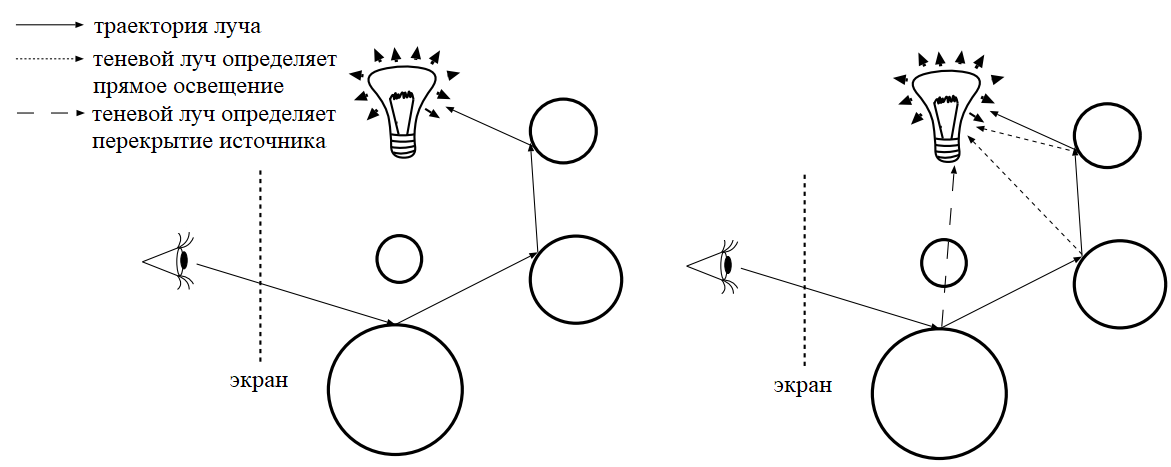 траектория луча
теневой луч определяет
прямое освещение
теневой луч определяет
перекрытие источника
экран
экран